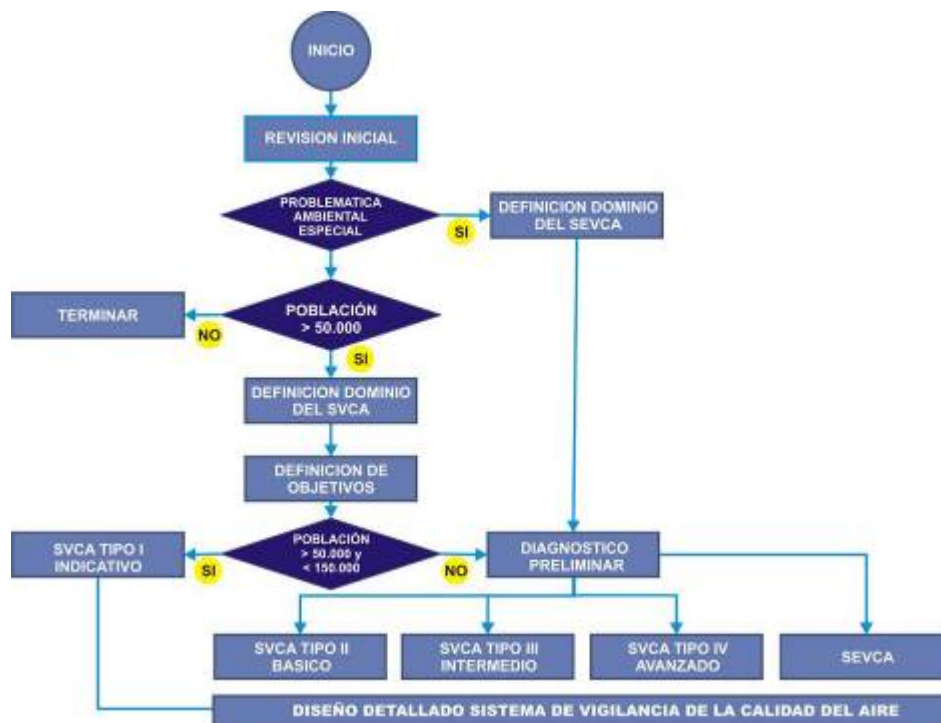 INICIO
REVISION INICIAL
PROBLEMATICA
AMBIENTAL
ESPECIAL
SI
DEFINICION DOMINIO
DEL SEVCA
POBLACIÓN
> 50.000
NO
TERMINAR
SI
DEFINICION DOMINIO
DEL SVCA
DEFINICION DE
OBJETIVOS
POBLACIÓN
> 50.000 y
< 150.000
SI
SVCA TIPO I
INDICATIVO
NO
DIAGNOSTICO
PRELIMINAR
SVCA TIPO II
BASICO
SVCA TIPO III
INTERMEDIO
SVCA TIPO IV
AVANZADO
SEVCA
DISEÑO DETALLADO SISTEMA DE VIGILANCIA DE LA CALIDAD DEL AIRE